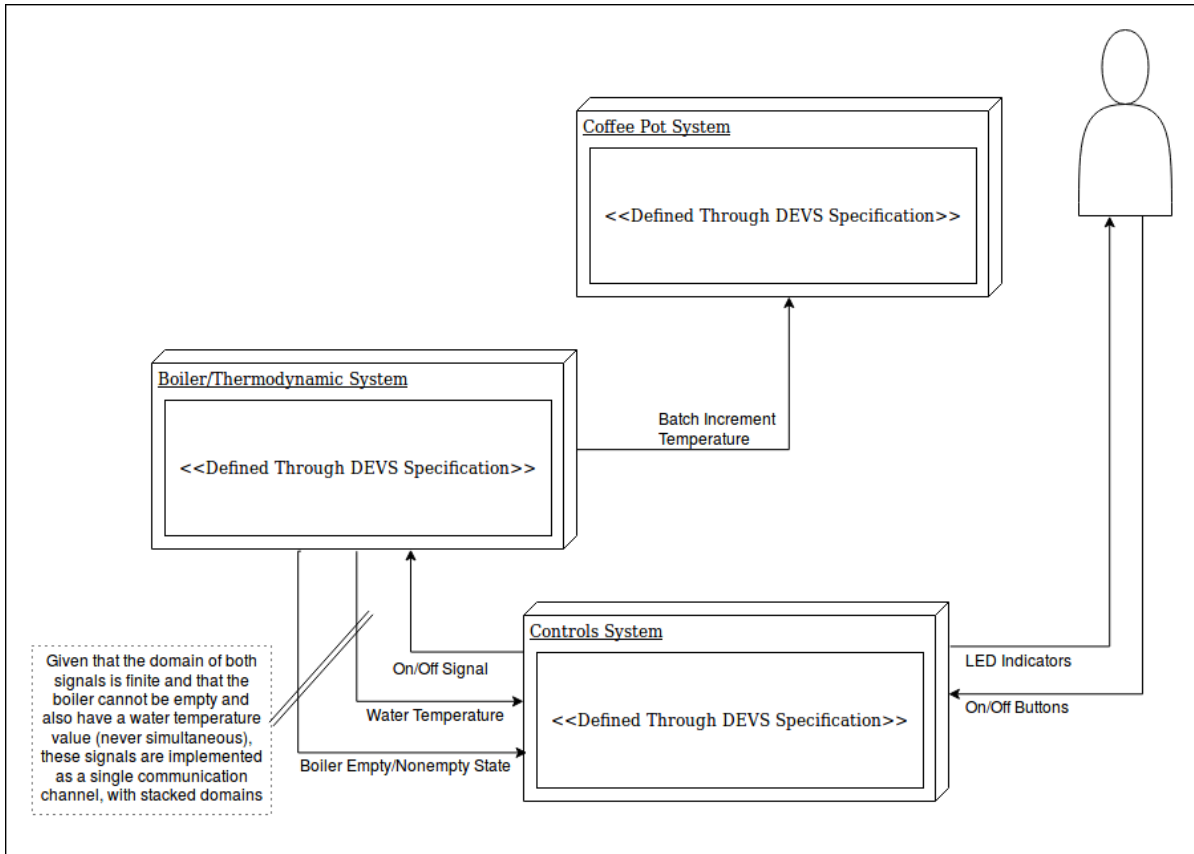 Coffee Pot System
<<Defined Through DEVS Specification>>
Boiler/Thermodynamic System
<<Defined Through DEVS Specification>>
Batch Increment
Temperature
Controls System
<<Defined Through DEVS Specification>>
On/Off Signal
Water Temperature
Boiler Empty/Nonempty State
LED Indicators
On/Off Buttons
Given that the domain of both
signals is finite and that the
boiler cannot be empty and
also have a water temperature
value (never simultaneous),
these signals are implemented
as a single communication
channel, with stacked domains